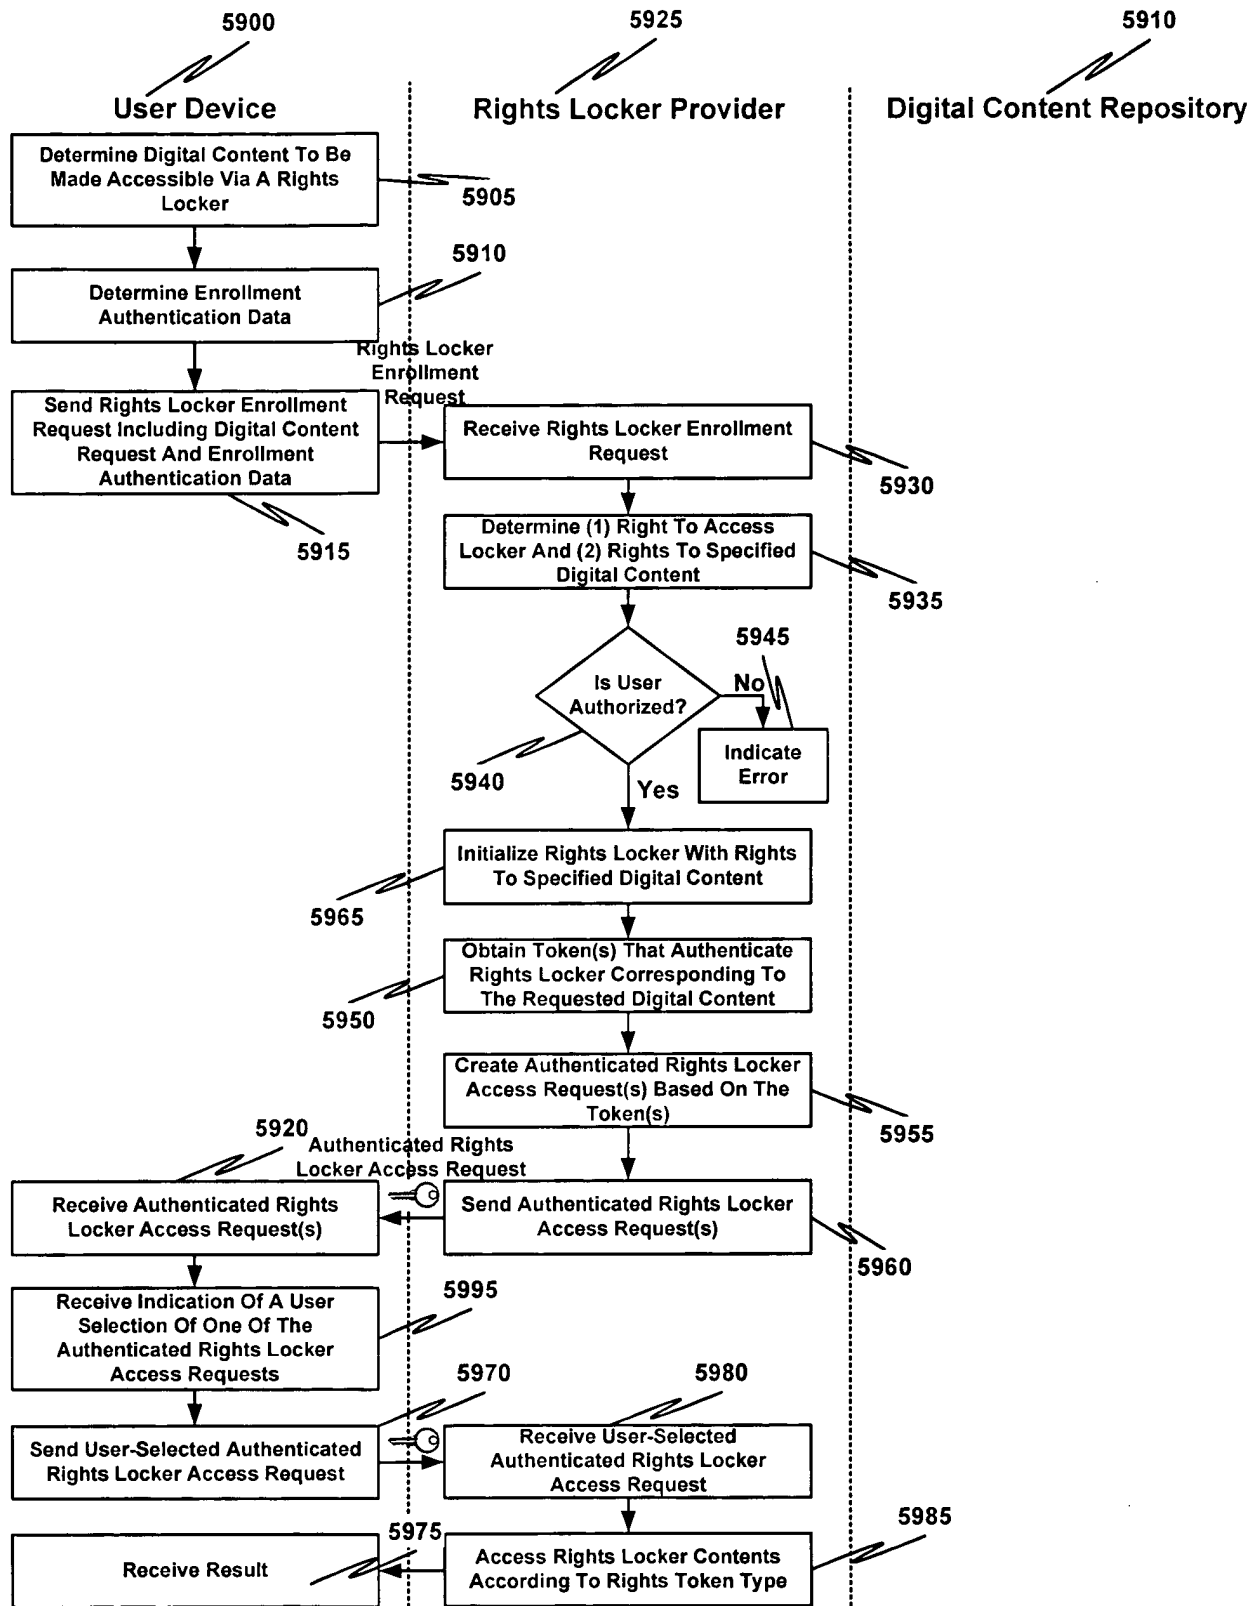 5900
5925
5910
User Device
Rights Locker Provider
Digital Content Repository
Determine Digital Content To Be
Made Accessible Via A Rights
Locker
5905
5910
Determine Enrollment
Authentication Data
Rights Locker
Enrollment
Request
Send Rights Locker Enrollment
Request Including Digital Content
Request And Enrollment
Authentication Data
5915
Receive Rights Locker Enrollment
Request
5930
Determine (1) Right To Access
Locker And (2) Rights To Specified
Digital Content
5935
Is User
Authorized?
5940
No
5945
Indicate
Error
Yes
Initialize Rights Locker With Rights
To Specified Digital Content
5965
Obtain Token(s) That Authenticate
Rights Locker Corresponding To
The Requested Digital Content
5950
Create Authenticated Rights Locker
Access Request(s) Based On The
Token(s)
5955
5920
Authenticated Rights
Locker Access Request
Receive Authenticated Rights
Locker Access Request(s)
Send Authenticated Rights Locker
Access Request(s)
5960
Receive Indication Of A User
Selection Of One Of The
Authenticated Rights Locker
Access Requests
5995
5970
5980
Send User-Selected Authenticated
Rights Locker Access Request
Receive User-Selected
Authenticated Rights Locker
Access Request
5975
5985
Receive Result
Access Rights Locker Contents
According To Rights Token Type